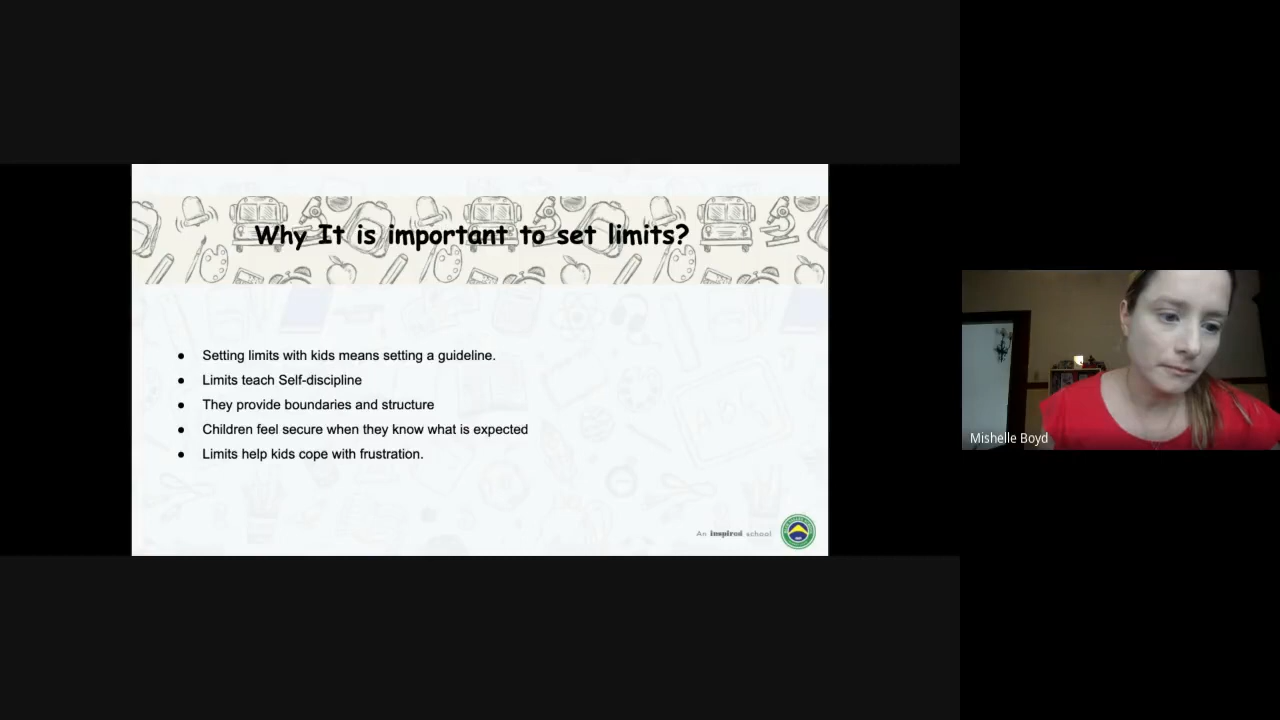 Why It is important to set limits?
● Setting limits with kids means setting a guideline.
● Limits teach Self-discipline
● They provide boundaries and structure
● Children feel secure when they know what is expected
● Limits help kids cope with frustration.
An inspired school
Mishelle Boyd